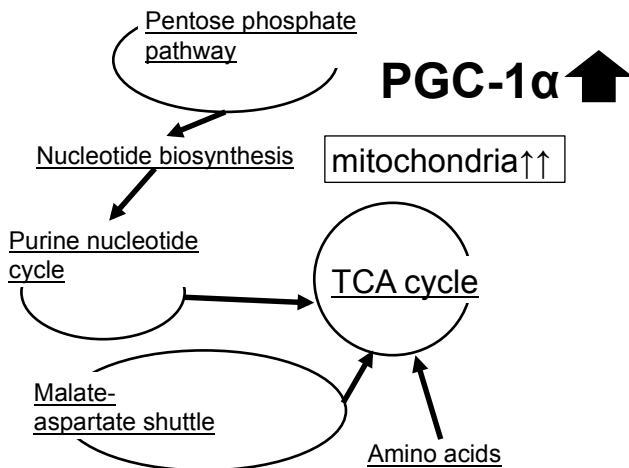 Pentose phosphate
pathway
PGC-1α
Nucleotide biosynthesis
mitochondria↑↑
Purine nucleotide
cycle
TCA cycle
Malate-
aspartate shuttle
Amino acids